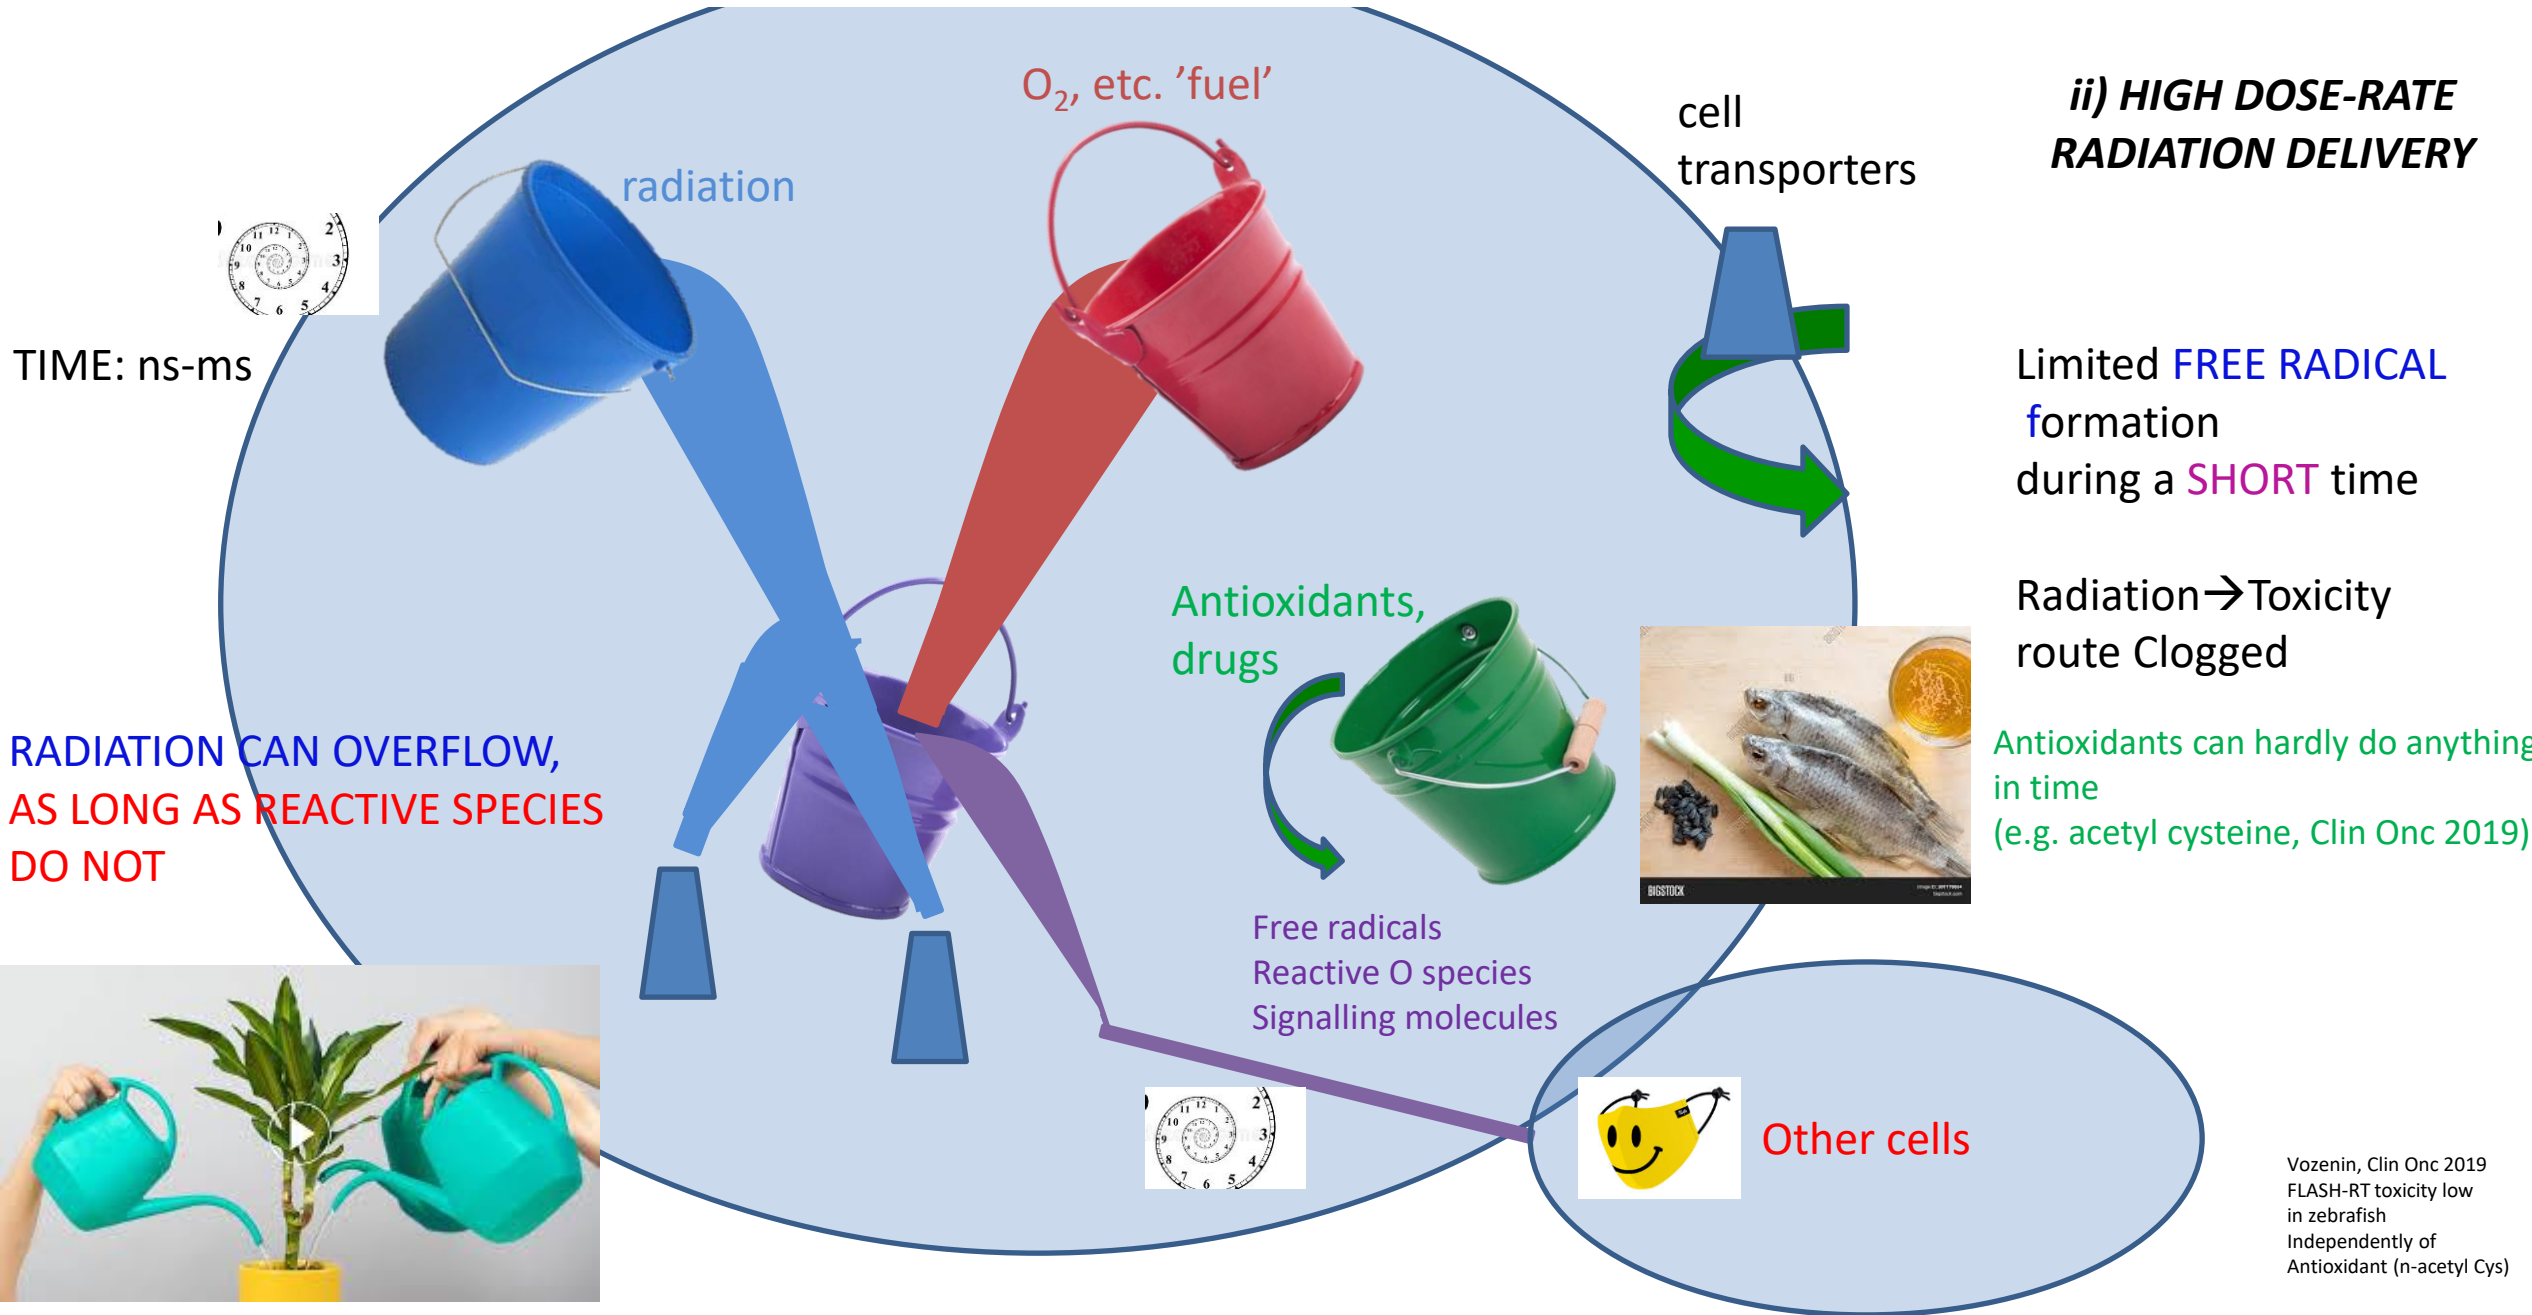 O₂, etc. ’fuel’
cell
transporters
ii) HIGH DOSE-RATE
RADIATION DELIVERY
radiation
TIME: ns-ms
Limited FREE RADICAL
formation
during a SHORT time
Radiation→Toxicity
route Clogged
Antioxidants,
drugs
RADIATION CAN OVERFLOW,
AS LONG AS REACTIVE SPECIES
DO NOT
Antioxidants can hardly do anything
in time
(e.g. acetyl cysteine, Clin Onc 2019)
BIGSTOCK
Free radicals
Reactive O species
Signalling molecules
Other cells
Vozenin, Clin Onc 2019
FLASH-RT toxicity low
in zebrafish
Independently of
Antioxidant (n-acetyl Cys)